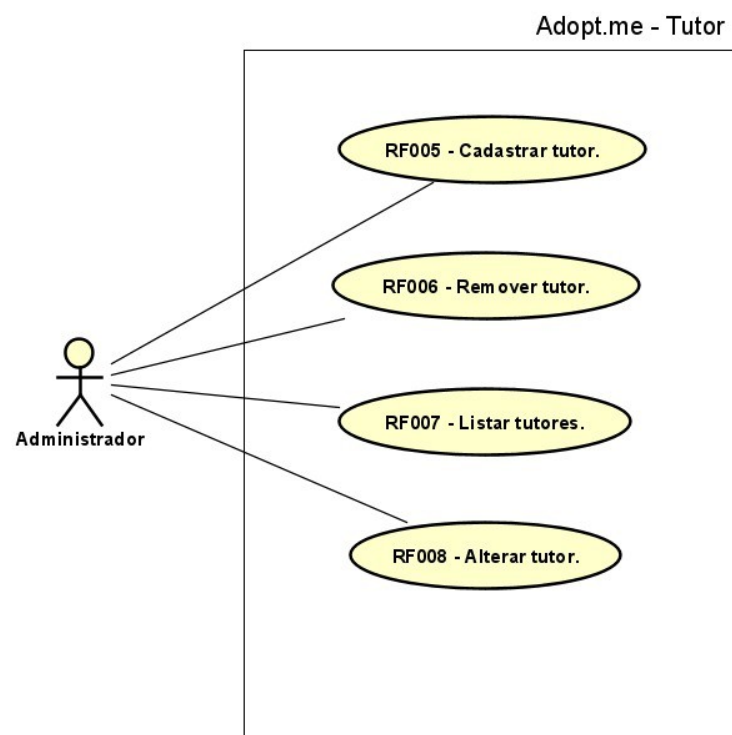 Adopt.me - Tutor
RF005 - Cadastrar tutor.
RF006 - Remover tutor.
RF007 - Listar tutores.
RF008 - Alterar tutor.
Administrador